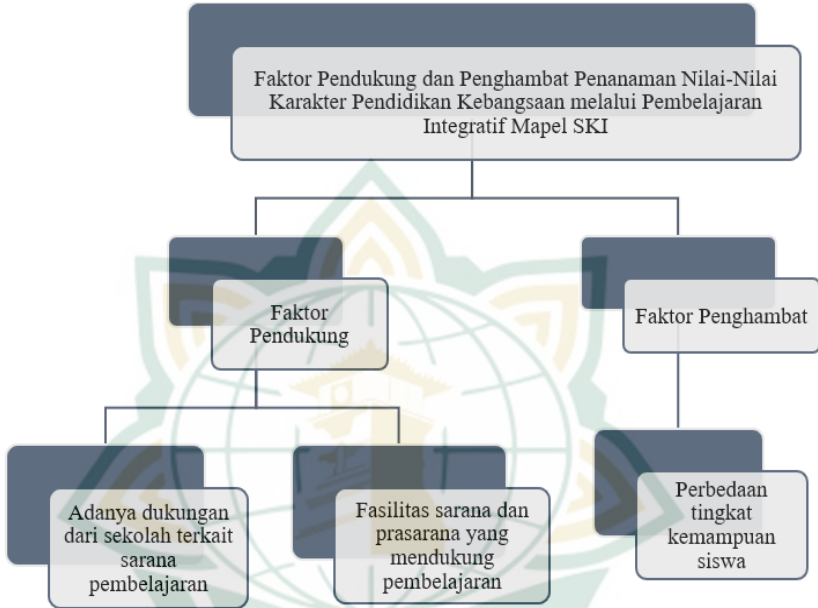 Faktor Pendukung dan Penghambat Penanaman Nilai-Nilai
Karakter Pendidikan Kebangsaan melalui Pembelajaran
Integratif Mapel SKI
Faktor
Pendukung
Faktor Penghambat
Adanya dukungan
dari sekolah terkait
sarana
pembelajaran
Fasilitas sarana dan
prasarana yang
mendukung
pembelajaran
Perbedaan
tingkat
kemampuan
siswa